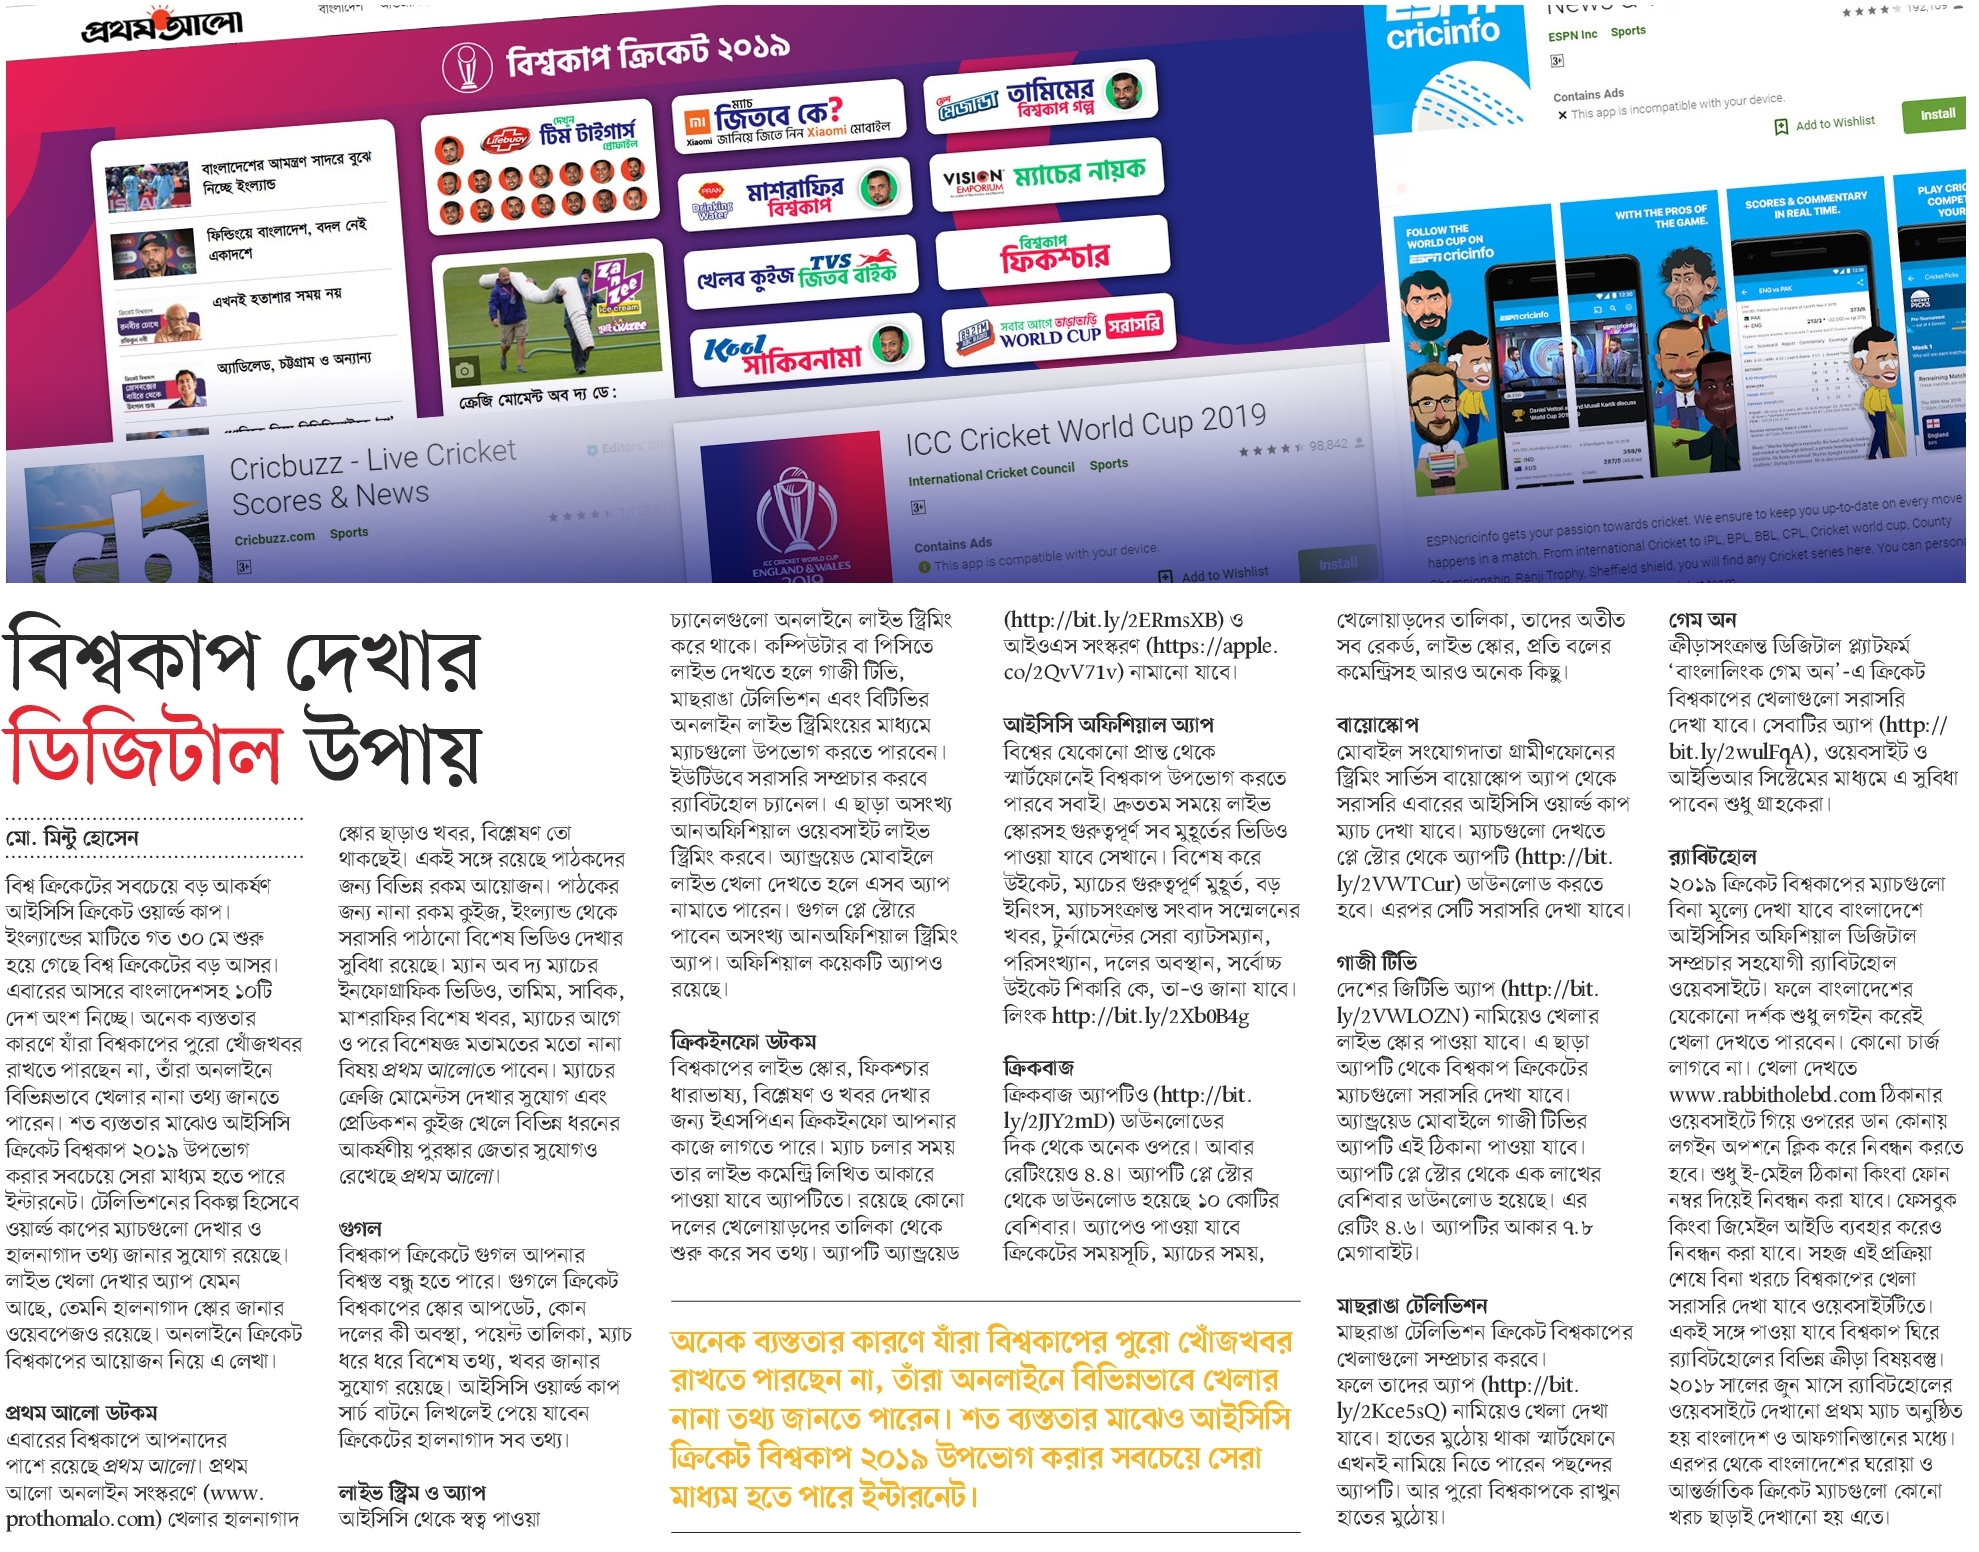 প্রথম আলো
বিশ্বকাপ ক্রিকেট ২০১৯
বাংলাদেশের আমন্ত্রণ সাদরে বুঝে
নিচ্ছে ইংল্যান্ড
ফিল্ডিংয়ে বাংলাদেশ, বদল নেই
একাদশে
এখনই হতাশার সময় নয়
অ্যাডিলেড, চট্টগ্রাম ও অন্যান্য
Lifebuoy
দেখুন
টিম টাইগার্স
প্রোফাইল
ক্রেজি মোমেন্ট অব দ্য ডে :
ম্যাচ
জিতবে কে?
Xiaomi জানিয়ে জিতে নিন Xiaomi মোবাইল
PRAN
Drinking
Water
মাশরাফির
বিশ্বকাপ
খেলব কুইজ TVS
জিতব বাইক
Kool
সাকিবনামা
তামিমের
বিশ্বকাপ গল্প
VISION
EMPORIUM
ম্যাচের নায়ক
বিশ্বকাপ
ফিকশ্চার
সবার আগে তাড়াতাড়ি
WORLD CUP সরাসরি
ESPN
cricinfo
ESPN Inc Sports
3+
Contains Ads
This app is incompatible with your device.
Add to Wishlist
Install
FOLLOW THE
WORLD CUP ON
ESPN cricinfo
WITH THE PROS OF
THE GAME.
SCORES & COMMENTARY
IN REAL TIME.
Cricbuzz - Live Cricket
Scores & News
Cricbuzz.com Sports
3+
ICC CRICKET WORLD CUP
ENGLAND & WALES
2019
ICC Cricket World Cup 2019
International Cricket Council Sports
98,842
3+
Contains Ads
This app is compatible with your device.
Add to Wishlist
Install
ESPNcricinfo gets your passion towards cricket. We ensure to keep you up-to-date on every move
happens in a match. From international Cricket to IPL, BPL, BBL, CPL, Cricket world cup, County
Championship, Ranji Trophy, Sheffield shield, you will find any Cricket series here. You can
বিশ্বকাপ দেখার
ডিজিটাল উপায়
মো. মিন্টু হোসেন
বিশ্ব ক্রিকেটের সবচেয়ে বড় আকর্ষণ
আইসিসি ক্রিকেট ওয়ার্ল্ড কাপ।
ইংল্যান্ডের মাটিতে গত ৩০ মে শুরু
হয়ে গেছে বিশ্ব ক্রিকেটের বড় আসর।
এবারের আসরে বাংলাদেশসহ ১০টি
দেশ অংশ নিচ্ছে। অনেক ব্যস্ততার
কারণে যাঁরা বিশ্বকাপের পুরো খোঁজখবর
রাখতে পারছেন না, তাঁরা অনলাইনে
বিভিন্নভাবে খেলার নানা তথ্য জানতে
পারেন। শত ব্যস্ততার মাঝেও আইসিসি
ক্রিকেট বিশ্বকাপ ২০১৯ উপভোগ
করার সবচেয়ে সেরা মাধ্যম হতে পারে
ইন্টারনেট। টেলিভিশনের বিকল্প হিসেবে
ওয়ার্ল্ড কাপের ম্যাচগুলো দেখার ও
হালনাগাদ তথ্য জানার সুযোগ রয়েছে।
লাইভ খেলা দেখার অ্যাপ যেমন
আছে, তেমনি হালনাগাদ স্কোর জানার
ওয়েবপেজও রয়েছে। অনলাইনে ক্রিকেট
বিশ্বকাপের আয়োজন নিয়ে এ লেখা।
প্রথম আলো ডটকম
এবারের বিশ্বকাপে আপনাদের
পাশে রয়েছে প্রথম আলো। প্রথম
আলো অনলাইন সংস্করণে (www.
prothomalo.com) খেলার হালনাগাদ
স্কোর ছাড়াও খবর, বিশ্লেষণ তো
থাকছেই। একই সঙ্গে রয়েছে পাঠকদের
জন্য বিভিন্ন রকম আয়োজন। পাঠকের
জন্য নানা রকম কুইজ, ইংল্যান্ড থেকে
সরাসরি পাঠানো বিশেষ ভিডিও দেখার
সুবিধা রয়েছে। ম্যান অব দ্য ম্যাচের
ইনফোগ্রাফিক ভিডিও, তামিম, সাবিক,
মাশরাফির বিশেষ খবর, ম্যাচের আগে
ও পরে বিশেষজ্ঞ মতামতের মতো নানা
বিষয় প্রথম আলোতে পাবেন। ম্যাচের
ক্রেজি মোমেন্টস দেখার সুযোগ এবং
প্রেডিকশন কুইজ খেলে বিভিন্ন ধরনের
আকর্ষণীয় পুরস্কার জেতার সুযোগও
রেখেছে প্রথম আলো।
গুগল
বিশ্বকাপ ক্রিকেটে গুগল আপনার
বিশ্বস্ত বন্ধু হতে পারে। গুগলে ক্রিকেট
বিশ্বকাপের স্কোর আপডেট, কোন
দলের কী অবস্থা, পয়েন্ট তালিকা, ম্যাচ
ধরে ধরে বিশেষ তথ্য, খবর জানার
সুযোগ রয়েছে। আইসিসি ওয়ার্ল্ড কাপ
সার্চ বাটনে লিখলেই পেয়ে যাবেন
ক্রিকেটের হালনাগাদ সব তথ্য।
লাইভ স্ট্রিম ও অ্যাপ
আইসিসি থেকে স্বত্ব পাওয়া
চ্যানেলগুলো অনলাইনে লাইভ স্ট্রিমিং
করে থাকে। কম্পিউটার বা পিসিতে
লাইভ দেখতে হলে গাজী টিভি,
মাছরাঙা টেলিভিশন এবং বিটিভির
অনলাইন লাইভ স্ট্রিমিংয়ের মাধ্যমে
ম্যাচগুলো উপভোগ করতে পারবেন।
ইউটিউবে সরাসরি সম্প্রচার করবে
র‍্যাবিটহোল চ্যানেল। এ ছাড়া অসংখ্য
আনঅফিশিয়াল ওয়েবসাইট লাইভ
স্ট্রিমিং করবে। অ্যান্ড্রয়েড মোবাইলে
লাইভ খেলা দেখতে হলে এসব অ্যাপ
নামাতে পারেন। গুগল প্লে স্টোরে
পাবেন অসংখ্য আনঅফিশিয়াল স্ট্রিমিং
অ্যাপ। অফিশিয়াল কয়েকটি অ্যাপও
রয়েছে।
ক্রিকইনফো ডটকম
বিশ্বকাপের লাইভ স্কোর, ফিকশ্চার
ধারাভাষ্য, বিশ্লেষণ ও খবর দেখার
জন্য ইএসপিএন ক্রিকইনফো আপনার
কাজে লাগতে পারে। ম্যাচ চলার সময়
তার লাইভ কমেন্ট্রি লিখিত আকারে
পাওয়া যাবে অ্যাপটিতে। রয়েছে কোনো
দলের খেলোয়াড়দের তালিকা থেকে
শুরু করে সব তথ্য। অ্যাপটি অ্যান্ড্রয়েড
(http://bit.ly/2ERmsXB) ও
আইওএস সংস্করণ (https://apple.
co/2QvV71v) নামানো যাবে।
আইসিসি অফিশিয়াল অ্যাপ
বিশ্বের যেকোনো প্রান্ত থেকে
স্মার্টফোনেই বিশ্বকাপ উপভোগ করতে
পারবে সবাই। দ্রুততম সময়ে লাইভ
স্কোরসহ গুরুত্বপূর্ণ সব মুহূর্তের ভিডিও
পাওয়া যাবে সেখানে। বিশেষ করে
উইকেট, ম্যাচের গুরুত্বপূর্ণ মুহূর্ত, বড়
ইনিংস, ম্যাচসংক্রান্ত সংবাদ সম্মেলনের
খবর, টুর্নামেন্টের সেরা ব্যাটসম্যান,
পরিসংখ্যান, দলের অবস্থান, সর্বোচ্চ
উইকেট শিকারি কে, তা-ও জানা যাবে।
লিংক http://bit.ly/2Xb0B4g
ক্রিকবাজ
ক্রিকবাজ অ্যাপটিও (http://bit.
ly/2JJY2mD) ডাউনলোডের
দিক থেকে অনেক ওপরে। আবার
রেটিংয়েও ৪.৪। অ্যাপটি প্লে স্টোর
থেকে ডাউনলোড হয়েছে ১০ কোটির
বেশিবার। অ্যাপেও পাওয়া যাবে
ক্রিকেটের সময়সূচি, ম্যাচের সময়,
অনেক ব্যস্ততার কারণে যাঁরা বিশ্বকাপের পুরো খোঁজখবর
রাখতে পারছেন না, তাঁরা অনলাইনে বিভিন্নভাবে খেলার
নানা তথ্য জানতে পারেন। শত ব্যস্ততার মাঝেও আইসিসি
ক্রিকেট বিশ্বকাপ ২০১৯ উপভোগ করার সবচেয়ে সেরা
মাধ্যম হতে পারে ইন্টারনেট।
খেলোয়াড়দের তালিকা, তাদের অতীত
সব রেকর্ড, লাইভ স্কোর, প্রতি বলের
কমেন্ট্রিসহ আরও অনেক কিছু।
বায়োস্কোপ
মোবাইল সংযোগদাতা গ্রামীণফোনের
স্ট্রিমিং সার্ভিস বায়োস্কোপ অ্যাপ থেকে
সরাসরি এবারের আইসিসি ওয়ার্ল্ড কাপ
ম্যাচ দেখা যাবে। ম্যাচগুলো দেখতে
প্লে স্টোর থেকে অ্যাপটি (http://bit.
ly/2VWTCur) ডাউনলোড করতে
হবে। এরপর সেটি সরাসরি দেখা যাবে।
গাজী টিভি
দেশের জিটিভি অ্যাপ (http://bit.
ly/2VWLOZN) নামিয়েও খেলার
লাইভ স্কোর পাওয়া যাবে। এ ছাড়া
অ্যাপটি থেকে বিশ্বকাপ ক্রিকেটের
ম্যাচগুলো সরাসরি দেখা যাবে।
অ্যান্ড্রয়েড মোবাইলে গাজী টিভির
অ্যাপটি এই ঠিকানা পাওয়া যাবে।
অ্যাপটি প্লে স্টোর থেকে এক লাখের
বেশিবার ডাউনলোড হয়েছে। এর
রেটিং ৪.৬। অ্যাপটির আকার ৭.৮
মেগাবাইট।
মাছরাঙা টেলিভিশন
মাছরাঙা টেলিভিশন ক্রিকেট বিশ্বকাপের
খেলাগুলো সম্প্রচার করবে।
ফলে তাদের অ্যাপ (http://bit.
ly/2Kce5sQ) নামিয়েও খেলা দেখা
যাবে। হাতের মুঠোয় থাকা স্মার্টফোনে
এখনই নামিয়ে নিতে পারেন পছন্দের
অ্যাপটি। আর পুরো বিশ্বকাপকে রাখুন
হাতের মুঠোয়।
গেম অন
ক্রীড়াসংক্রান্ত ডিজিটাল প্ল্যাটফর্ম
‘বাংলালিংক গেম অন’-এ ক্রিকেট
বিশ্বকাপের খেলাগুলো সরাসরি
দেখা যাবে। সেবাটির অ্যাপ (http://
bit.ly/2wulFqA), ওয়েবসাইট ও
আইভিআর সিস্টেমের মাধ্যমে এ সুবিধা
পাবেন শুধু গ্রাহকেরা।
র‍্যাবিটহোল
২০১৯ ক্রিকেট বিশ্বকাপের ম্যাচগুলো
বিনা মূল্যে দেখা যাবে বাংলাদেশে
আইসিসির অফিশিয়াল ডিজিটাল
সম্প্রচার সহযোগী র‍্যাবিটহোল
ওয়েবসাইটে। ফলে বাংলাদেশের
যেকোনো দর্শক শুধু লগইন করেই
খেলা দেখতে পারবেন। কোনো চার্জ
লাগবে না। খেলা দেখতে
www.rabbitholebd.com ঠিকানার
ওয়েবসাইটে গিয়ে ওপরের ডান কোনায়
লগইন অপশনে ক্লিক করে নিবন্ধন করতে
হবে। শুধু ই-মেইল ঠিকানা কিংবা ফোন
নম্বর দিয়েই নিবন্ধন করা যাবে। ফেসবুক
কিংবা জিমেইল আইডি ব্যবহার করেও
নিবন্ধন করা যাবে। সহজ এই প্রক্রিয়া
শেষে বিনা খরচে বিশ্বকাপের খেলা
সরাসরি দেখা যাবে ওয়েবসাইটটিতে।
একই সঙ্গে পাওয়া যাবে বিশ্বকাপ ঘিরে
র‍্যাবিটহোলের বিভিন্ন ক্রীড়া বিষয়বস্তু।
২০১৮ সালের জুন মাসে র‍্যাবিটহোলের
ওয়েবসাইটে দেখানো প্রথম ম্যাচ অনুষ্ঠিত
হয় বাংলাদেশ ও আফগানিস্তানের মধ্যে।
এরপর থেকে বাংলাদেশের ঘরোয়া ও
আন্তর্জাতিক ক্রিকেট ম্যাচগুলো কোনো
খরচ ছাড়াই দেখানো হয় এতে।